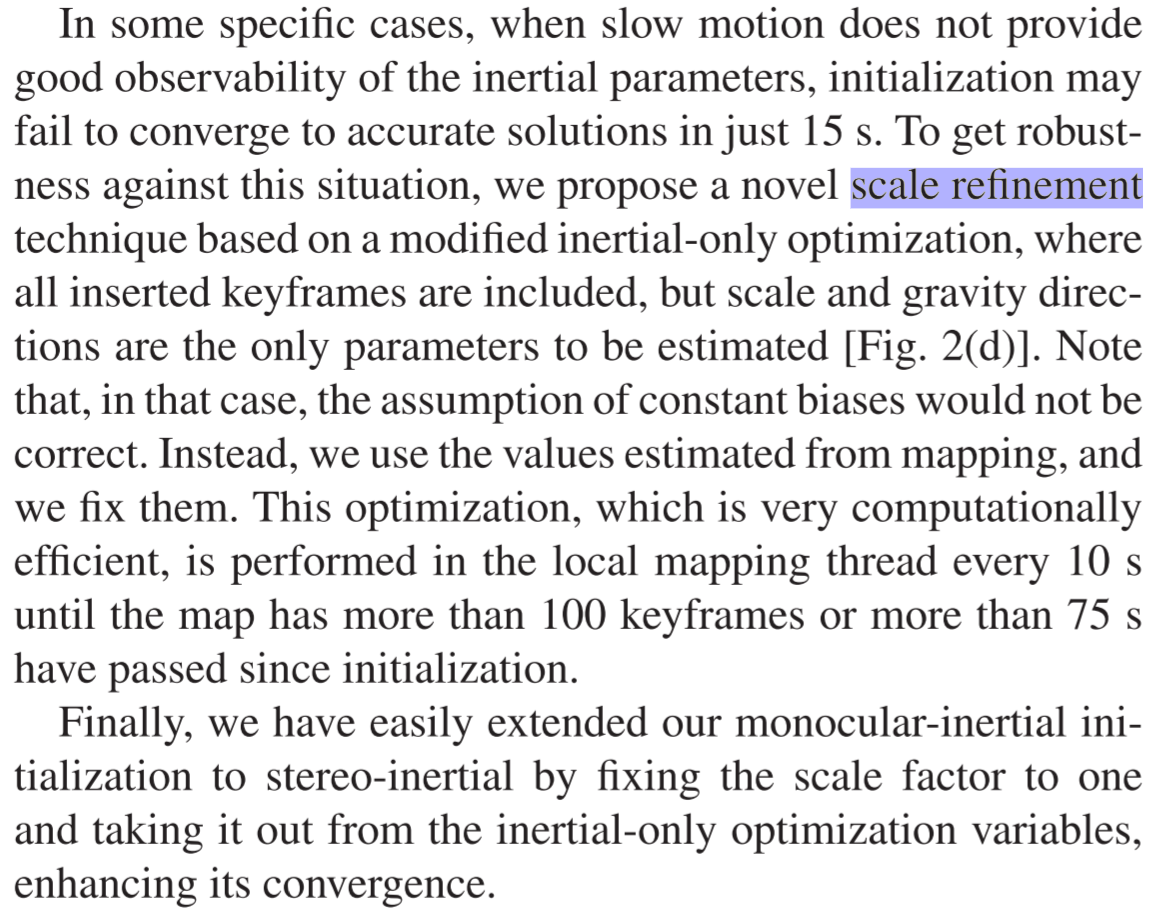 In some specific cases, when slow motion does not provide
good observability of the inertial parameters, initialization may
fail to converge to accurate solutions in just 15 s. To get robust-
ness against this situation, we propose a novel scale refinement
technique based on a modified inertial-only optimization, where
all inserted keyframes are included, but scale and gravity direc-
tions are the only parameters to be estimated [Fig. 2(d)]. Note
that, in that case, the assumption of constant biases would not be
correct. Instead, we use the values estimated from mapping, and
we fix them. This optimization, which is very computationally
efficient, is performed in the local mapping thread every 10 s
until the map has more than 100 keyframes or more than 75 s
have passed since initialization.
Finally, we have easily extended our monocular-inertial ini-
tialization to stereo-inertial by fixing the scale factor to one
and taking it out from the inertial-only optimization variables,
enhancing its convergence.